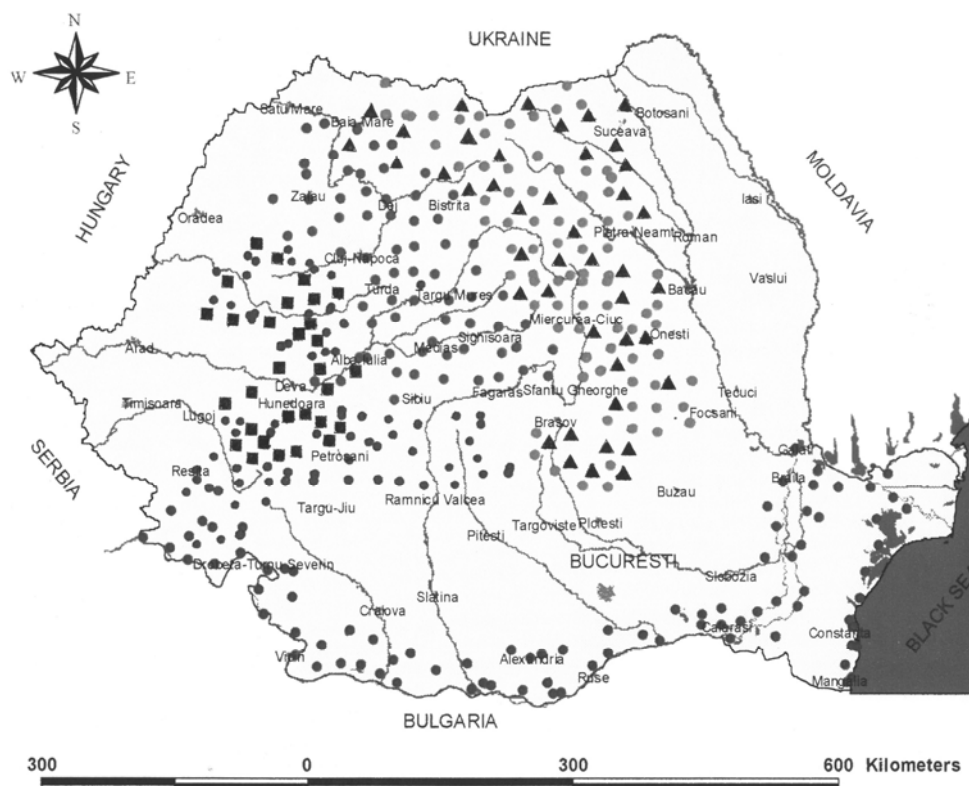 N
UKRAINE
W E
S
Satu Mare
Baia-Mare
Botosani
Suceava
HUNGARY
MOLDAVIA
Zalau
Dej
Bistrita
Iasi
Oradea
Piatra Neamt
Roman
Cluj-Napoca
Vaslui
Turda
Targu Mures
Bacau
Miercurea-Ciuc
Onesti
Sighisoara
Arad
Medias
Alba Iulia
Deva
Fagaras
Sfantu Gheorghe
Tecuci
Timisoara
Hunedoara
Sibiu
Lugoj
Focsani
Brasov
SERBIA
Petrosani
Galati
Resita
Braila
Ramnicu Valcea
Buzau
Targu-Jiu
Targoviste
Ploiesti
Pitesti
BUCURESTI
Drobeta-Tornu-Severin
Slobozia
Slatina
Craiova
Calarasi
Constanta
BLACK SEA
Vidin
Alexandria
Ruse
Mangalia
BULGARIA
300 0 300 600 Kilometers